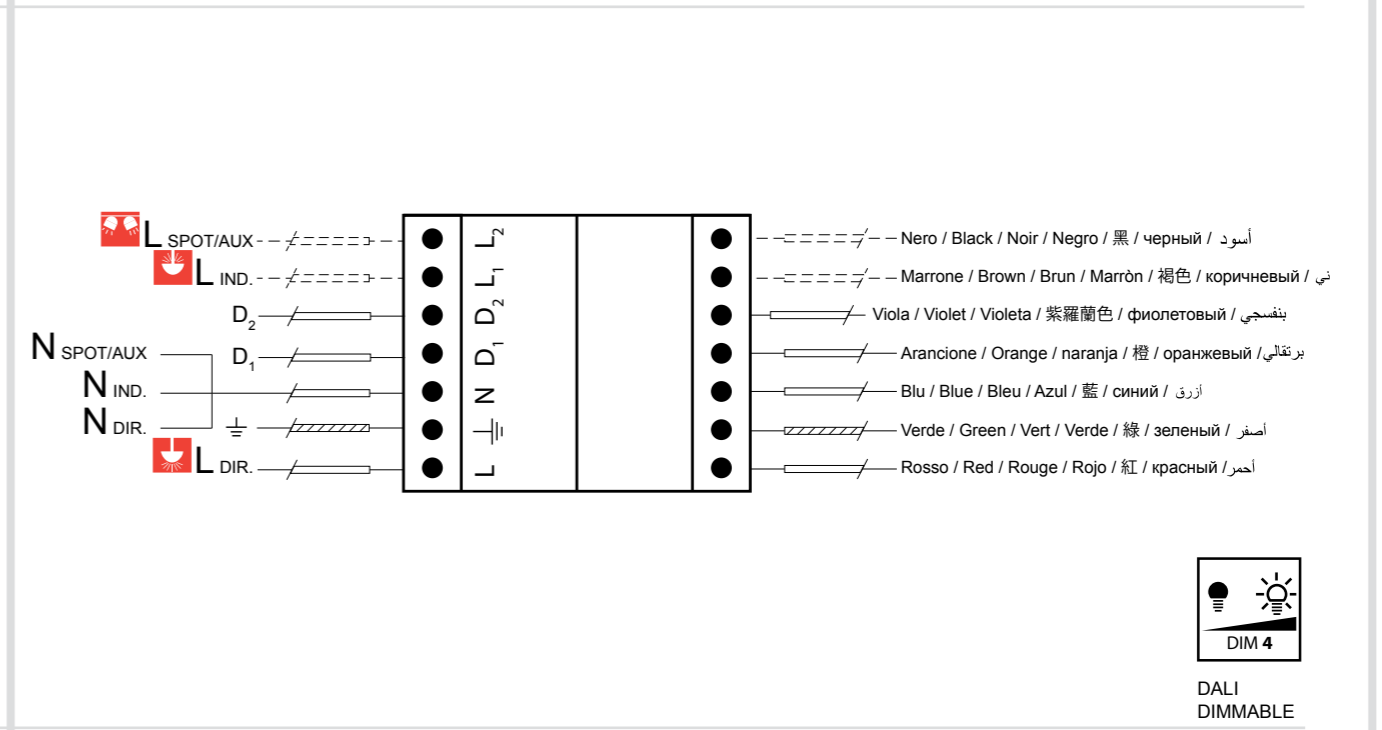 L SPOT/AUX L₂ Nero / Black / Noir / Negro / 黑 / черный / أسود
L IND. L₁ Marrone / Brown / Brun / Marròn / 褐色 / коричневый / ني
D₂ D₂ Viola / Violet / Violeta / 紫羅蘭色 / фиолетовый / بنفسجي
N SPOT/AUX D₁ D₁ Arancione / Orange / naranja / 橙 / оранжевый /برتقالي
N IND. N Blu / Blue / Bleu / Azul / 藍 / синий / ازرق
N DIR. Verde / Green / Vert / Verde / 綠 / зеленый / أصفر
L DIR. L Rosso / Red / Rouge / Rojo / 紅 / красный /أحمر
DIM 4
DALI
DIMMABLE